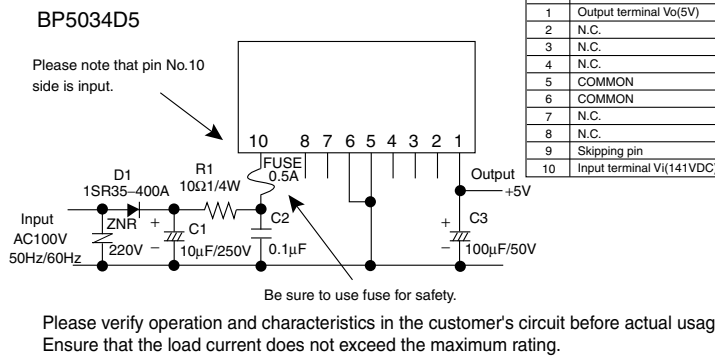 BP5034D5
1 Output terminal Vo(5V)
2 N.C.
3 N.C.
4 N.C.
5 COMMON
6 COMMON
7 N.C.
8 N.C.
9 Skipping pin
10 Input terminal Vi(141VDC)
Please note that pin No.10
side is input.
10 8 7 6 5 4 3 2 1
FUSE
0.5A
D1
1SR35–400A
R1
10Ω1/4W
Output
+5V
Input
AC100V
50Hz/60Hz
ZNR
220V
+
–
C1
10μF/250V
C2
0.1μF
+
–
C3
100μF/50V
Be sure to use fuse for safety.
Please verify operation and characteristics in the customer's circuit before actual usag
Ensure that the load current does not exceed the maximum rating.